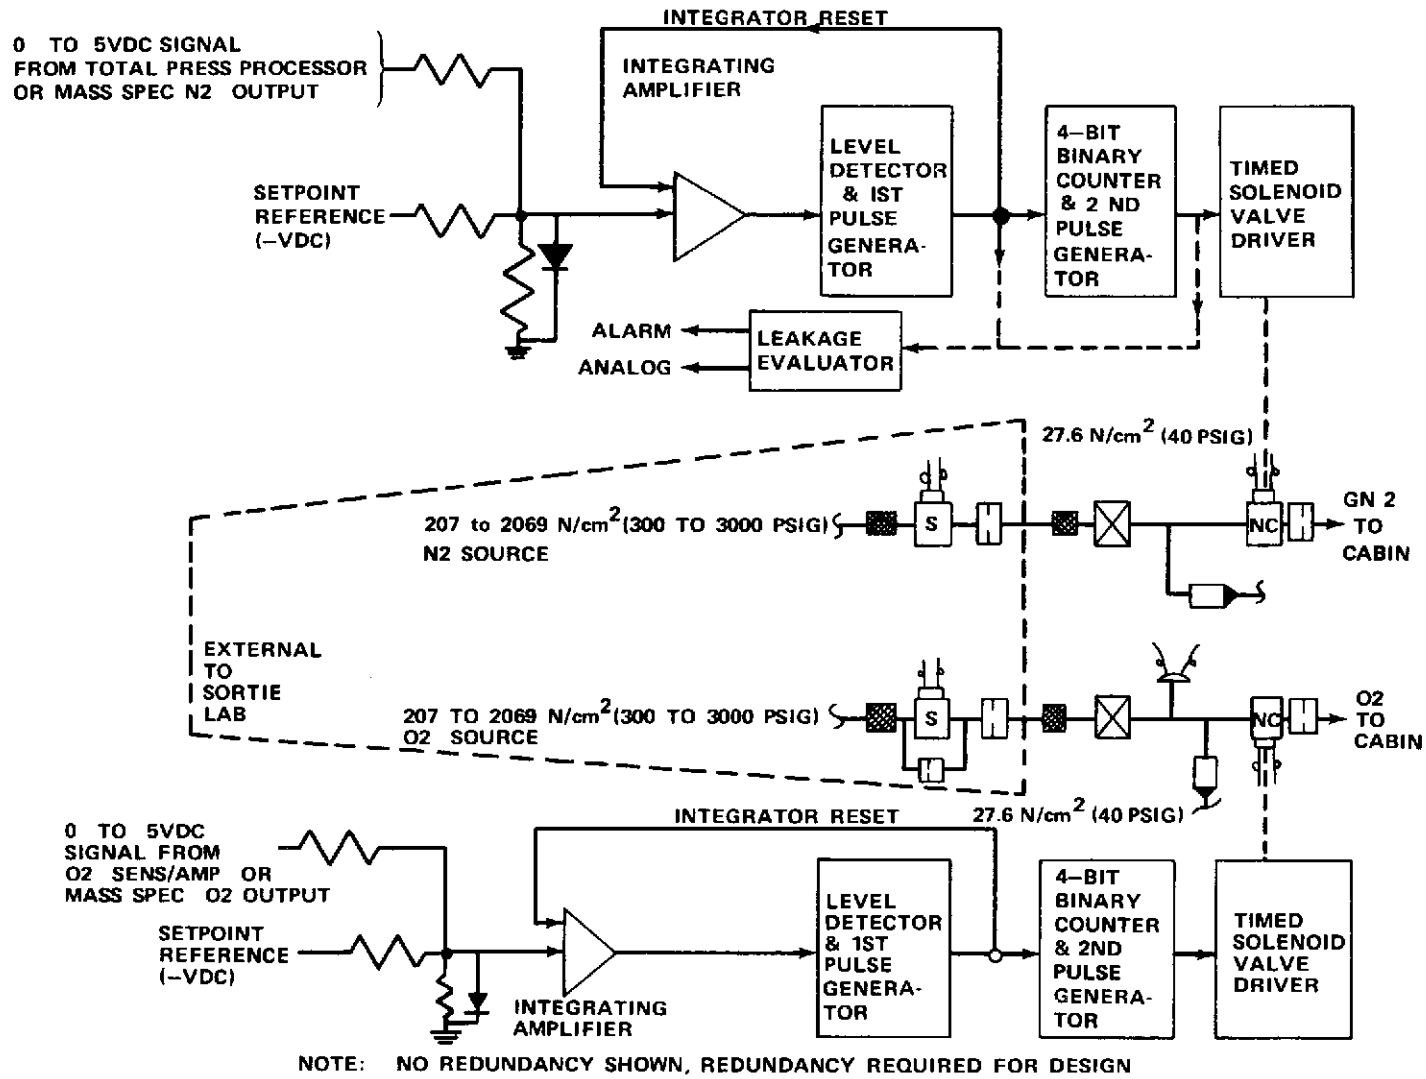 INTEGRATOR RESET
0 TO 5VDC SIGNAL
FROM TOTAL PRESS PROCESSOR
OR MASS SPEC N2 OUTPUT
INTEGRATING
AMPLIFIER
SETPOINT
REFERENCE
(–VDC)
LEVEL
DETECTOR
& IST
PULSE
GENERA-
TOR
4–BIT
BINARY
COUNTER
& 2 ND
PULSE
GENERA-
TOR
TIMED
SOLENOID
VALVE
DRIVER
ALARM
ANALOG
LEAKAGE
EVALUATOR
27.6 N/cm² (40 PSIG)
207 to 2069 N/cm² (300 TO 3000 PSIG)
N2 SOURCE
S
NC
GN 2
TO
CABIN
EXTERNAL
TO
SORTIE
LAB
207 TO 2069 N/cm² (300 TO 3000 PSIG)
O2 SOURCE
S
NC
O2
TO
CABIN
27.6 N/cm² (40 PSIG)
INTEGRATOR RESET
0 TO 5VDC
SIGNAL FROM
O2 SENS/AMP OR
MASS SPEC O2 OUTPUT
SETPOINT
REFERENCE
(–VDC)
INTEGRATING
AMPLIFIER
LEVEL
DETECTOR
& 1ST
PULSE
GENERA-
TOR
4–BIT
BINARY
COUNTER
& 2ND
PULSE
GENERA-
TOR
TIMED
SOLENOID
VALVE
DRIVER
NOTE: NO REDUNDANCY SHOWN, REDUNDANCY REQUIRED FOR DESIGN